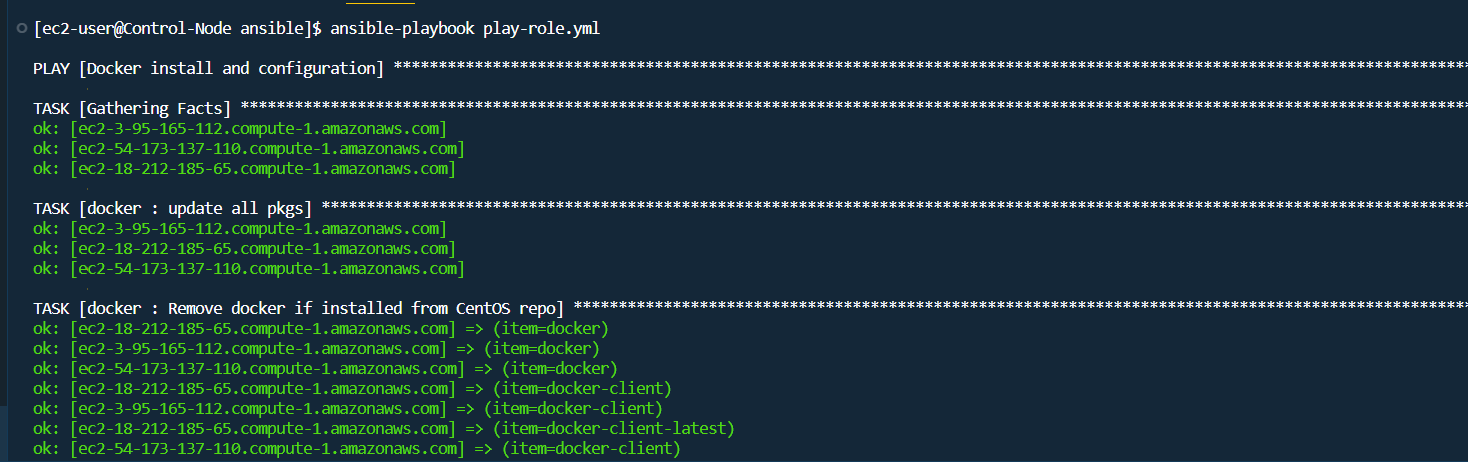 [ec2-user@Control-Node ansible]$ ansible-playbook play-role.yml
PLAY [Docker install and configuration] ***********************************************************************************************************************
TASK [Gathering Facts] ****************************************************************************************************************************************
ok: [ec2-3-95-165-112.compute-1.amazonaws.com]
ok: [ec2-54-173-137-110.compute-1.amazonaws.com]
ok: [ec2-18-212-185-65.compute-1.amazonaws.com]
TASK [docker : update all pkgs] *******************************************************************************************************************************
ok: [ec2-3-95-165-112.compute-1.amazonaws.com]
ok: [ec2-18-212-185-65.compute-1.amazonaws.com]
ok: [ec2-54-173-137-110.compute-1.amazonaws.com]
TASK [docker : Remove docker if installed from CentOS repo] ***************************************************************************************************
ok: [ec2-18-212-185-65.compute-1.amazonaws.com] => (item=docker)
ok: [ec2-3-95-165-112.compute-1.amazonaws.com] => (item=docker)
ok: [ec2-54-173-137-110.compute-1.amazonaws.com] => (item=docker)
ok: [ec2-18-212-185-65.compute-1.amazonaws.com] => (item=docker-client)
ok: [ec2-3-95-165-112.compute-1.amazonaws.com] => (item=docker-client)
ok: [ec2-18-212-185-65.compute-1.amazonaws.com] => (item=docker-client-latest)
ok: [ec2-54-173-137-110.compute-1.amazonaws.com] => (item=docker-client)